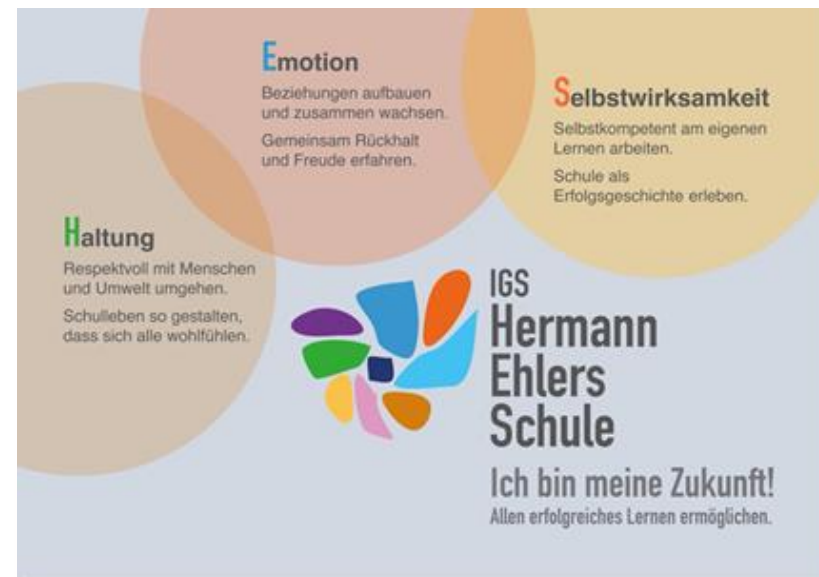 Emotion
Beziehungen aufbauen
und zusammen wachsen.
Gemeinsam Rückhalt
und Freude erfahren.
Selbstwirksamkeit
Selbstkompetent am eigenen
Lernen arbeiten.
Schule als
Erfolgsgeschichte erleben.
Haltung
Respektvoll mit Menschen
und Umwelt umgehen.
Schulleben so gestalten,
dass sich alle wohlfühlen.
IGS
Hermann
Ehlers
Schule
Ich bin meine Zukunft!
Allen erfolgreiches Lernen ermöglichen.